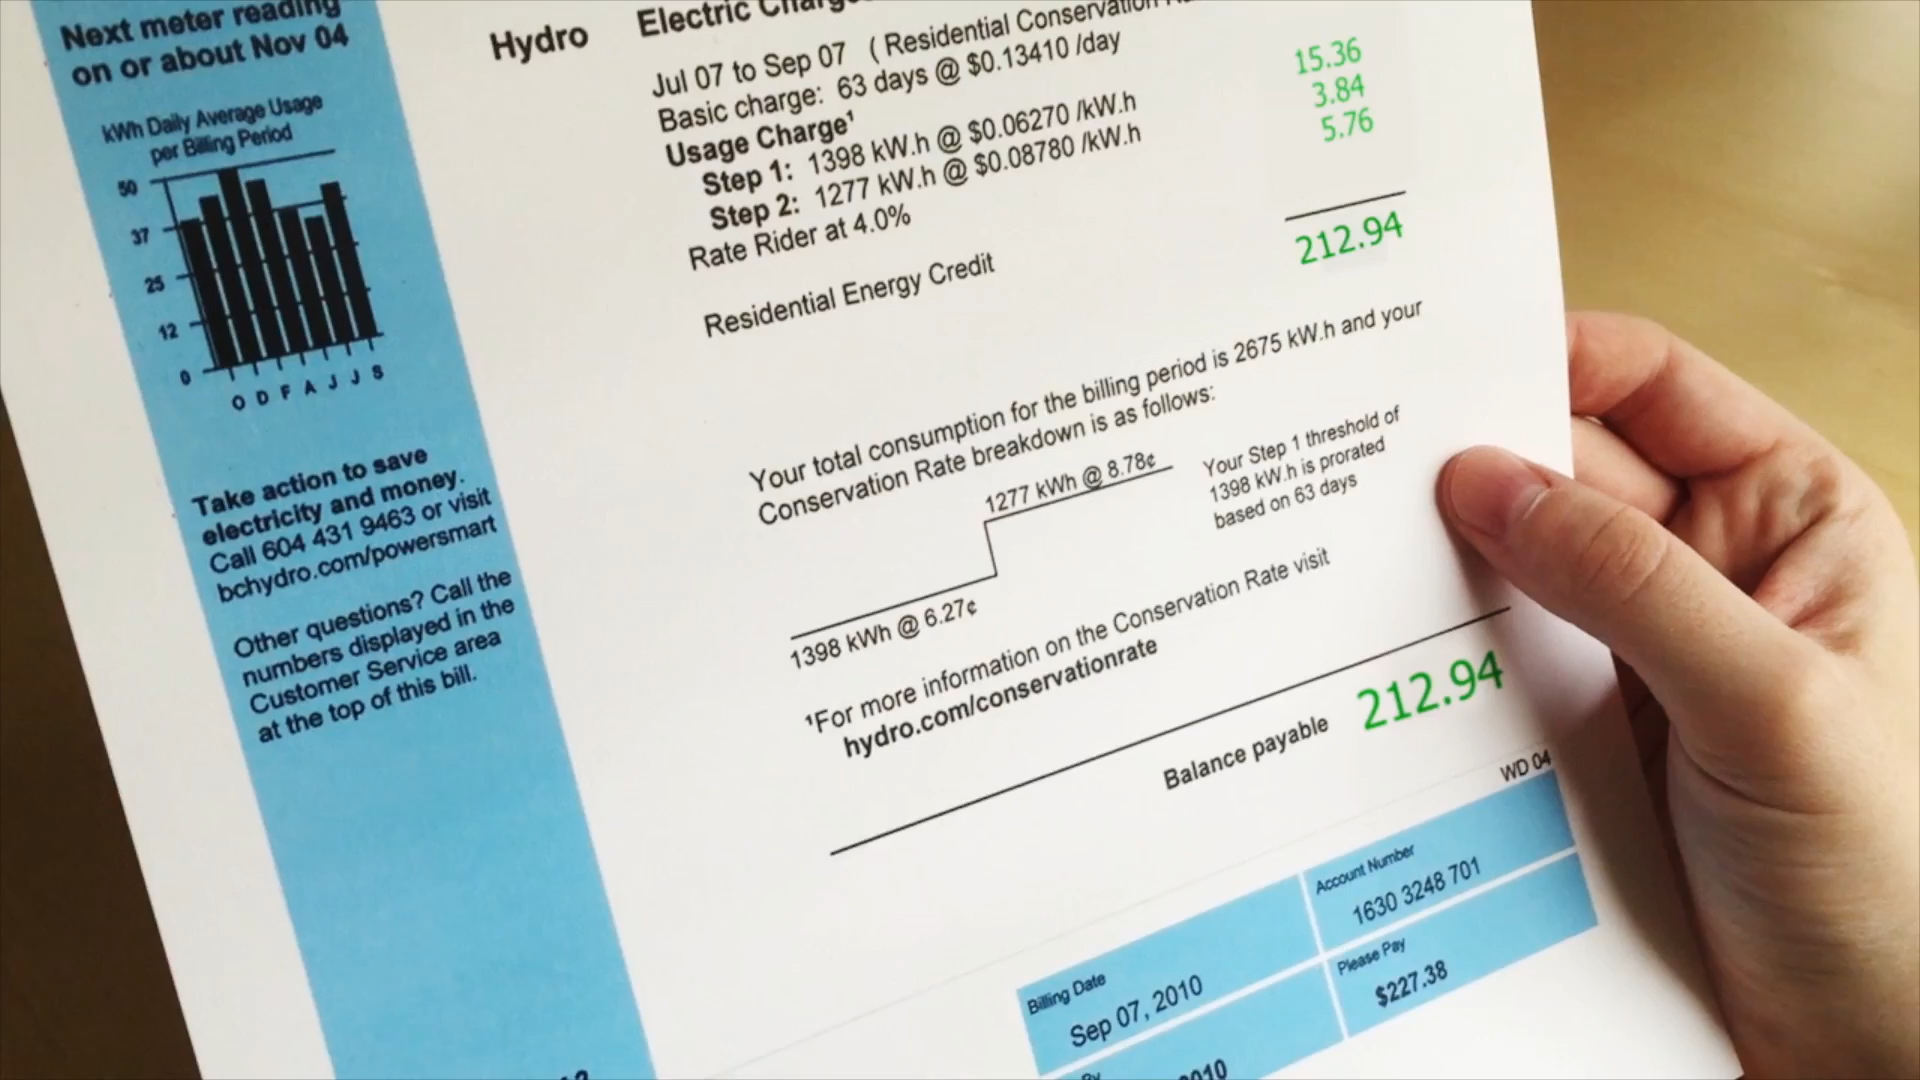 Next meter reading
on or about Nov 04
kWh Daily Average Usage
per Billing Period
50
37
25
12
0
O D F A J J S
Take action to save
electricity and money.
Call 604 431 9463 or visit
bchydro.com/powersmart
Other questions? Call the
numbers displayed in the
Customer Service area
at the top of this bill.
Hydro
Electric
Jul 07 to Sep 07 ( Residential Conservation
Basic charge: 63 days @ $0.13410 /day
Usage Charge¹
Step 1: 1398 kW.h @ $0.06270 /kW.h
Step 2: 1277 kW.h @ $0.08780 /kW.h
Rate Rider at 4.0%
Residential Energy Credit
15.36
3.84
5.76
212.94
Your total consumption for the billing period is 2675 kW.h and your
Conservation Rate breakdown is as follows:
1277 kWh @ 8.78¢
1398 kWh @ 6.27¢
Your Step 1 threshold of
1398 kW.h is prorated
based on 63 days
¹For more information on the Conservation Rate visit
hydro.com/conservationrate
Balance payable 212.94
WD 04
Billing Date
Sep 07, 2010
Account Number
1630 3248 701
Please Pay
$227.38